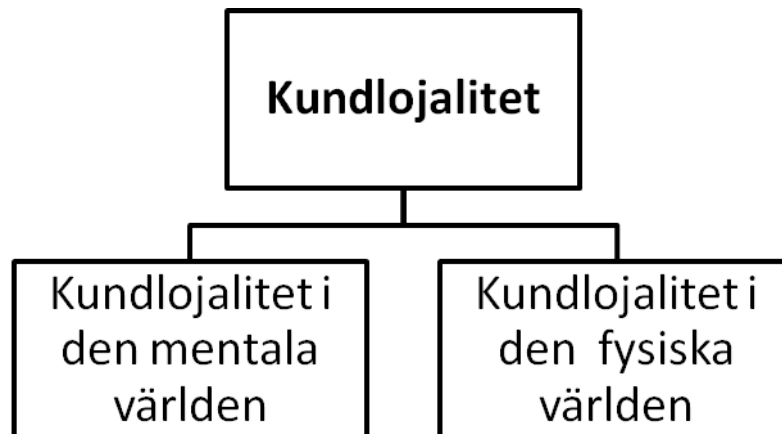 Kundlojalitet
Kundlojalitet i
den mentala
världen
Kundlojalitet i
den fysiska
världen